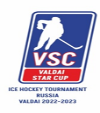 VSC
VALDAI
STAR CUP
ICE HOCKEY TOURNAMENT
RUSSIA
VALDAI 2022-2023